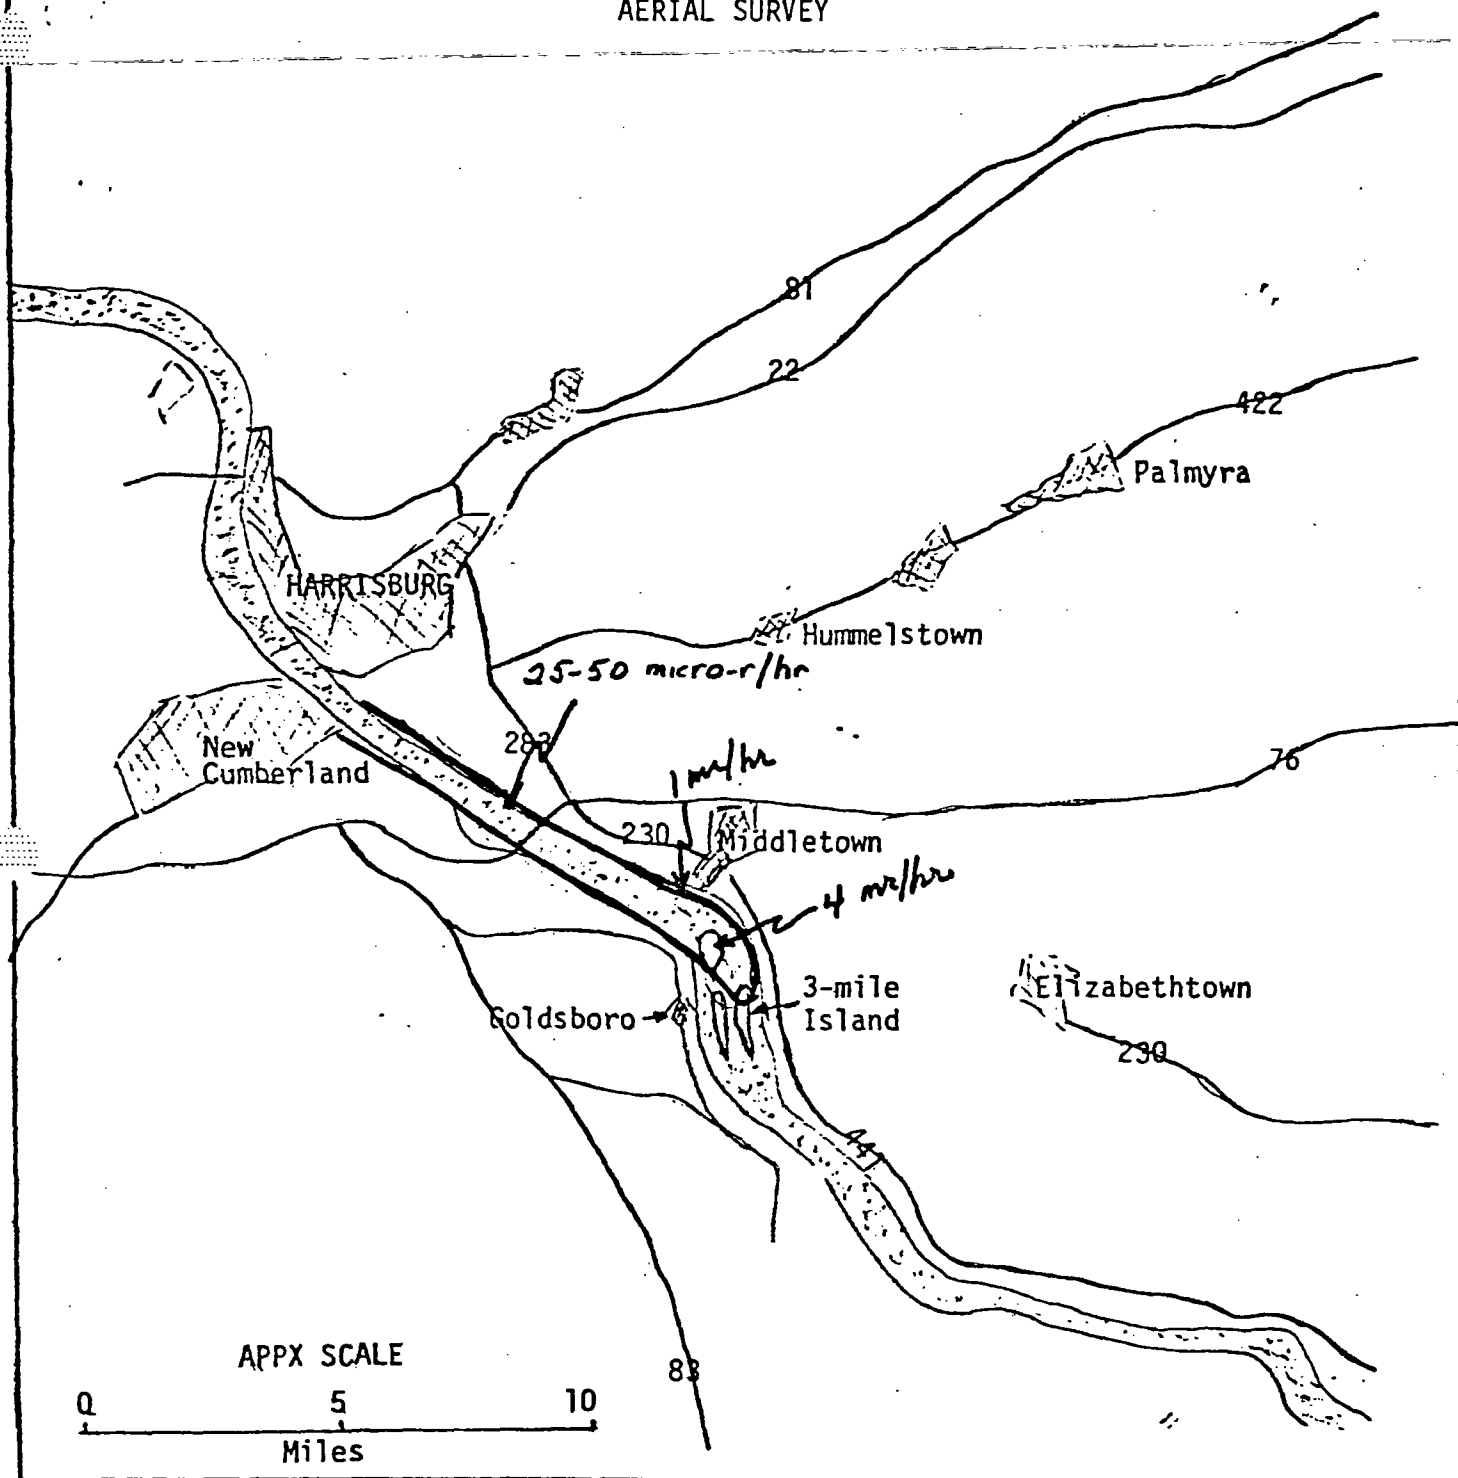 AERIAL SURVEY
81
22
422
Palmyra
HARRISBURG
Hummelstown
25-50 micro-r/hr
283
New
Cumberland
1 mr/hr
76
230
Middletown
4 mr/hr
3-mile
Island
Elizabethtown
Goldsboro
230
APPX SCALE
0 5 10
Miles
83